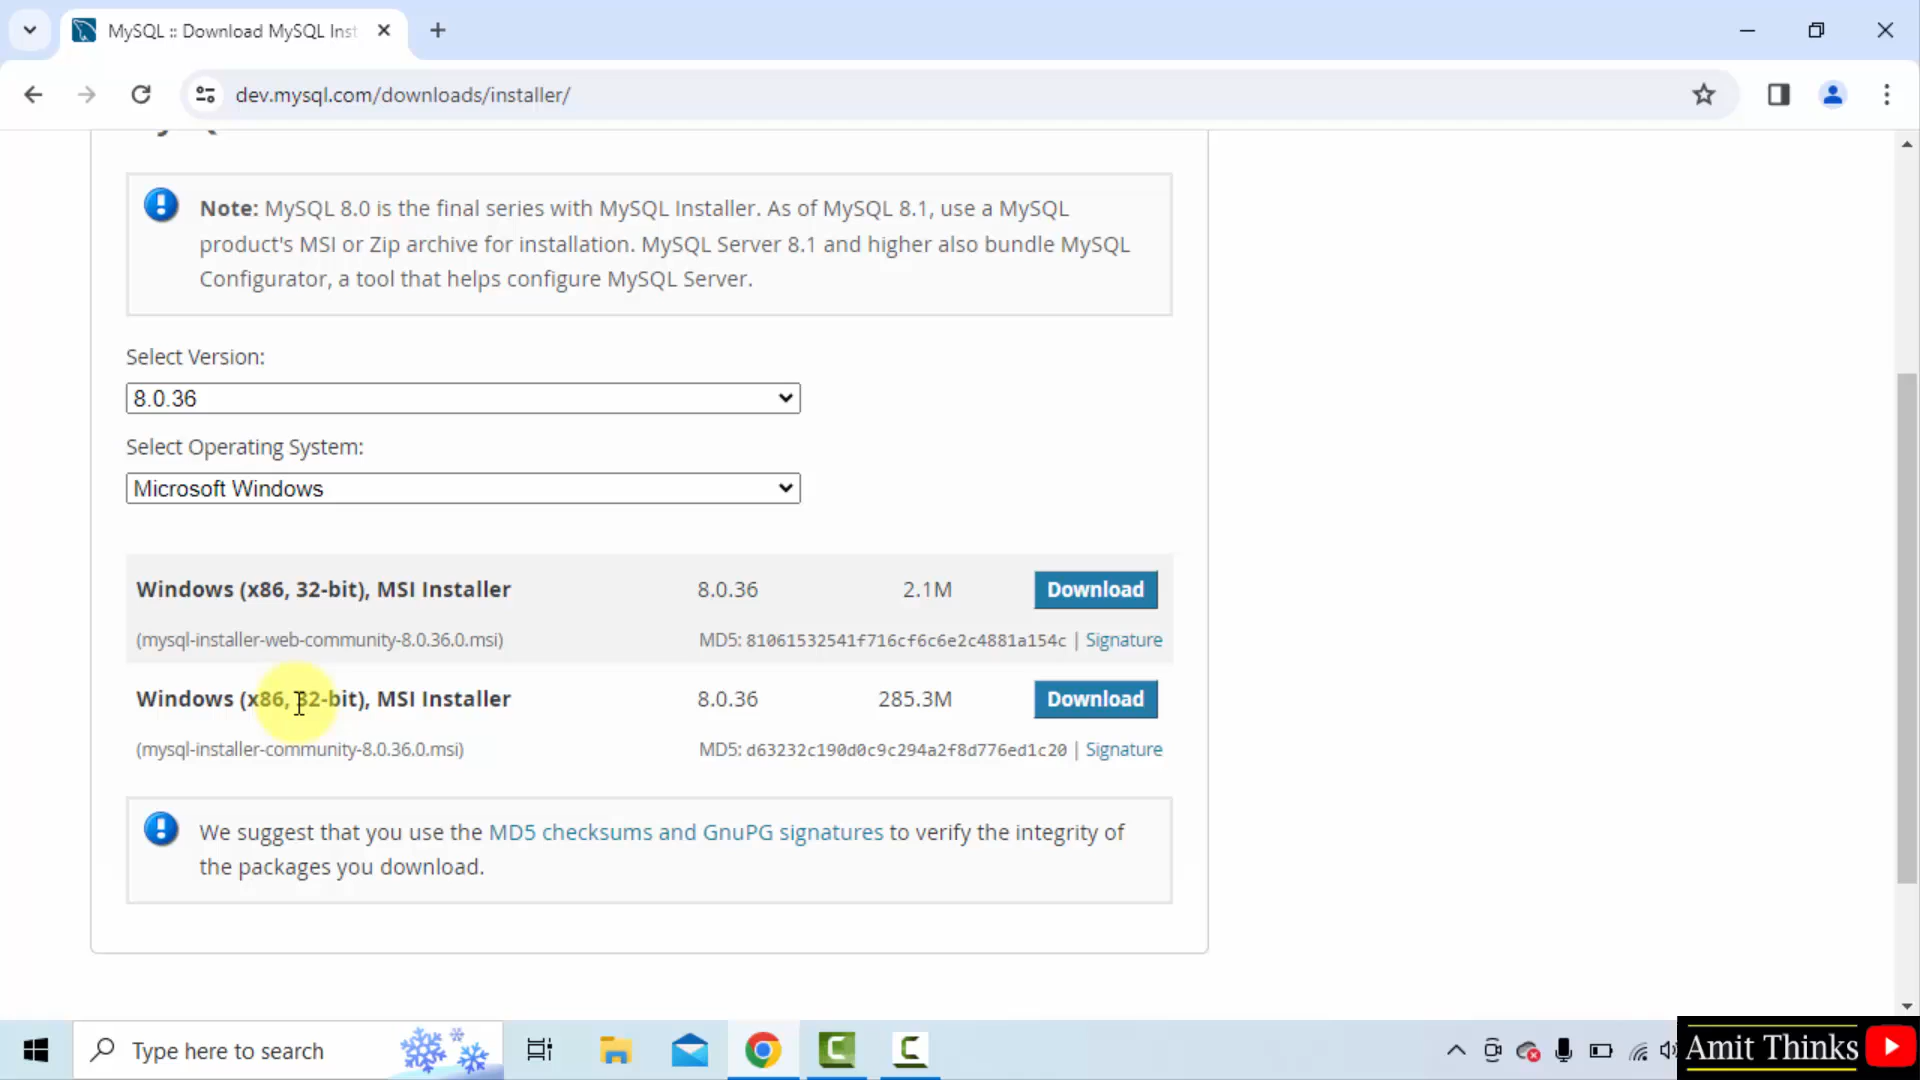 MySQL :: Download MySQL Inst
dev.mysql.com/downloads/installer/
Note: MySQL 8.0 is the final series with MySQL Installer. As of MySQL 8.1, use a MySQL
product's MSI or Zip archive for installation. MySQL Server 8.1 and higher also bundle MySQL
Configurator, a tool that helps configure MySQL Server.
Select Version:
8.0.36
Select Operating System:
Microsoft Windows
Windows (x86, 32-bit), MSI Installer 8.0.36 2.1M Download
(mysql-installer-web-community-8.0.36.0.msi) MD5: 81061532541f716cf6c6e2c4881a154c | Signature
Windows (x86, 32-bit), MSI Installer 8.0.36 285.3M Download
(mysql-installer-community-8.0.36.0.msi) MD5: d63232c190d0c9c294a2f8d776ed1c20 | Signature
We suggest that you use the MD5 checksums and GnuPG signatures to verify the integrity of
the packages you download.
Type here to search
Amit Thinks